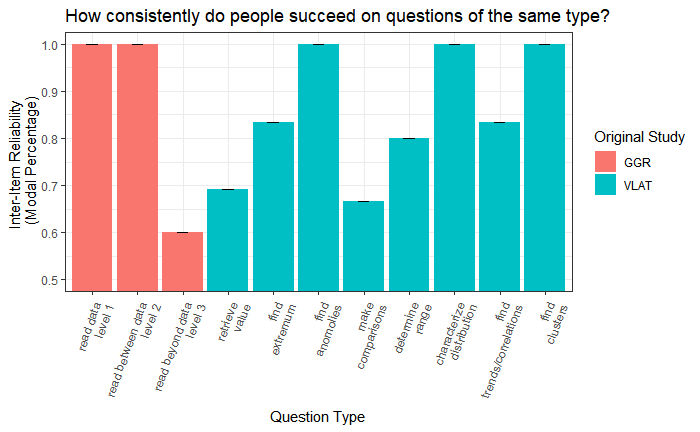 How consistently do people succeed on questions of the same type?
Inter-Item Reliability
(Modal Percentage)
1.0
0.9
0.8
0.7
0.6
0.5
read data
level 1
read between data
level 2
read beyond data
level 3
retrieve
value
find
extremum
find
anomolies
make
comparisons
determine
range
characterize
distribution
find
trends/correlations
find
clusters
Question Type
Original Study
GGR
VLAT